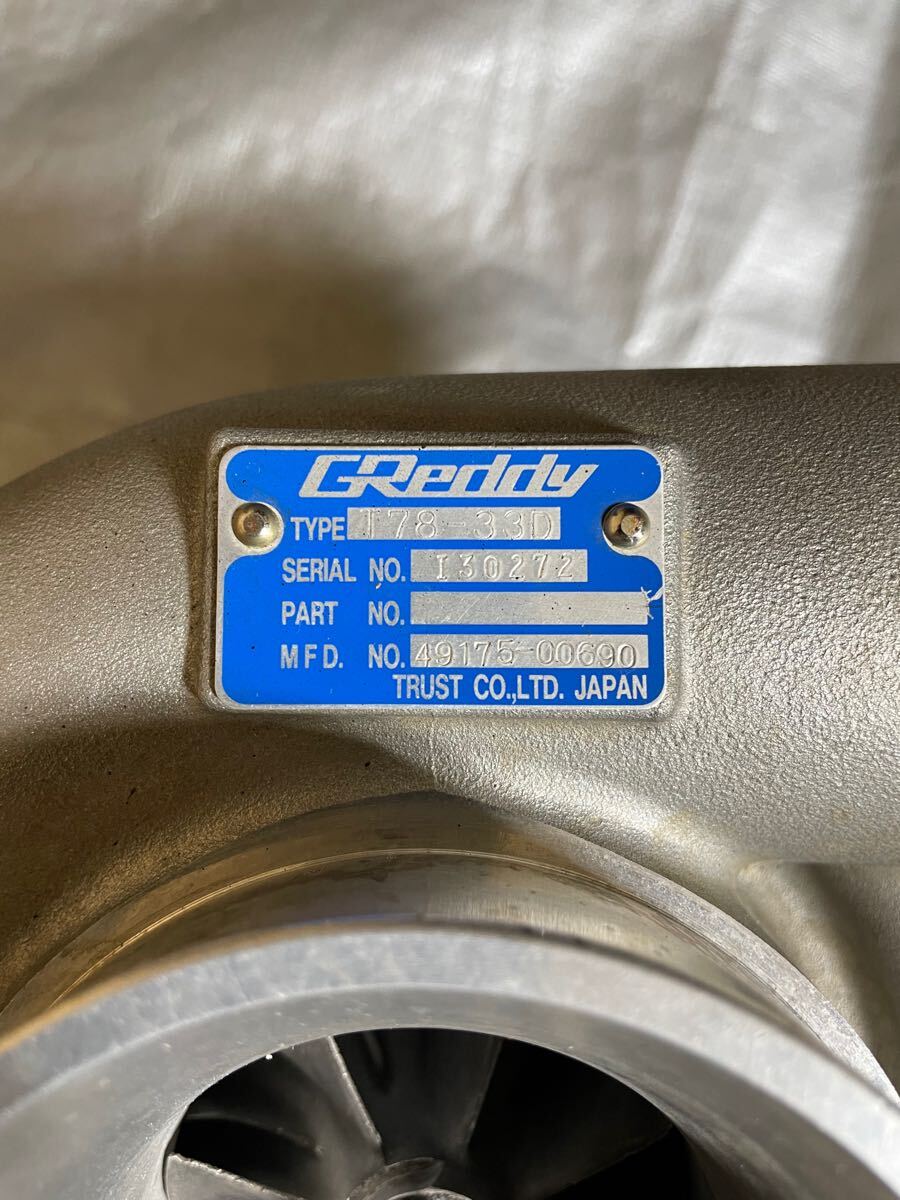 GReddy
TYPE T78-33D
SERIAL NO. I30272
PART NO.
MFD. NO. 49175-00690
TRUST CO.,LTD. JAPAN